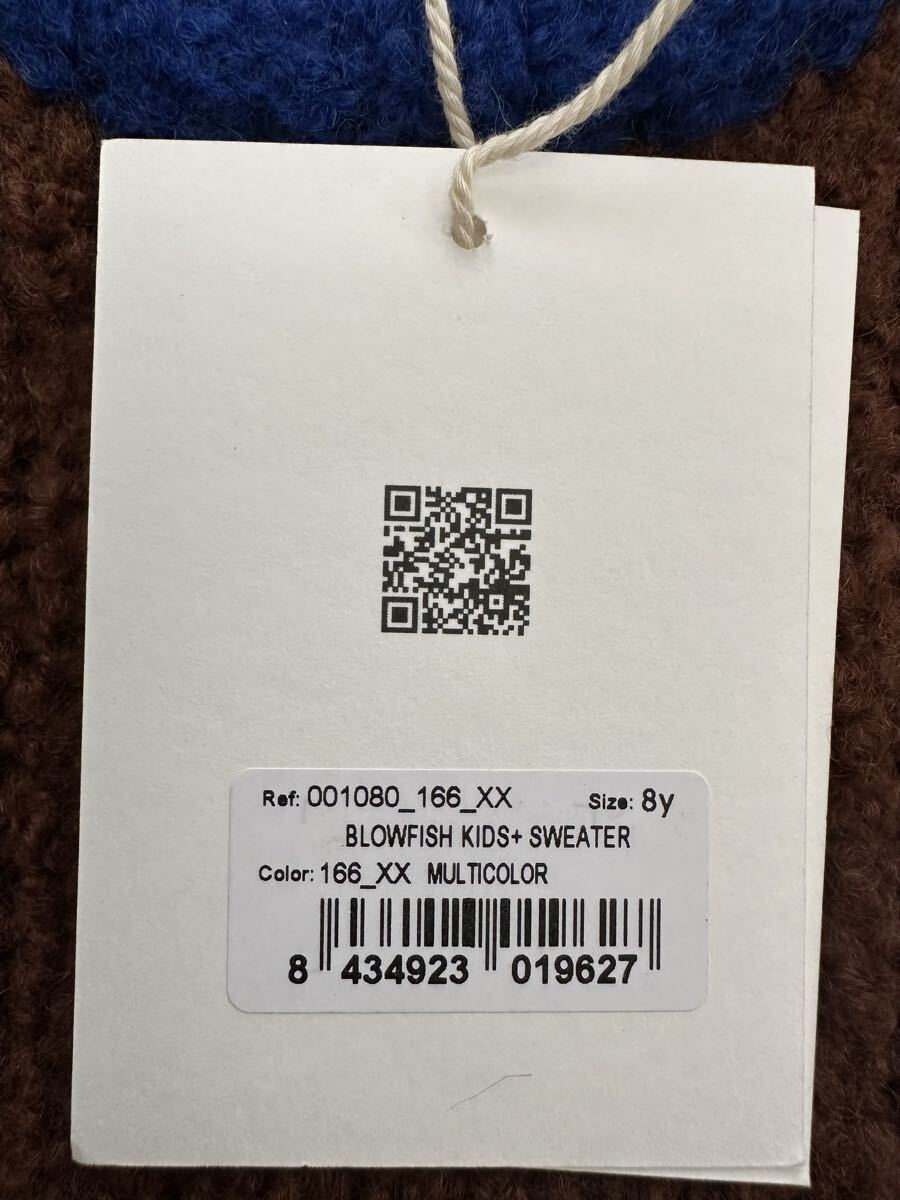 Ref: 001080_166_XX Size: 8y
BLOWFISH KIDS+ SWEATER
Color: 166_XX MULTICOLOR
8 434923 019627